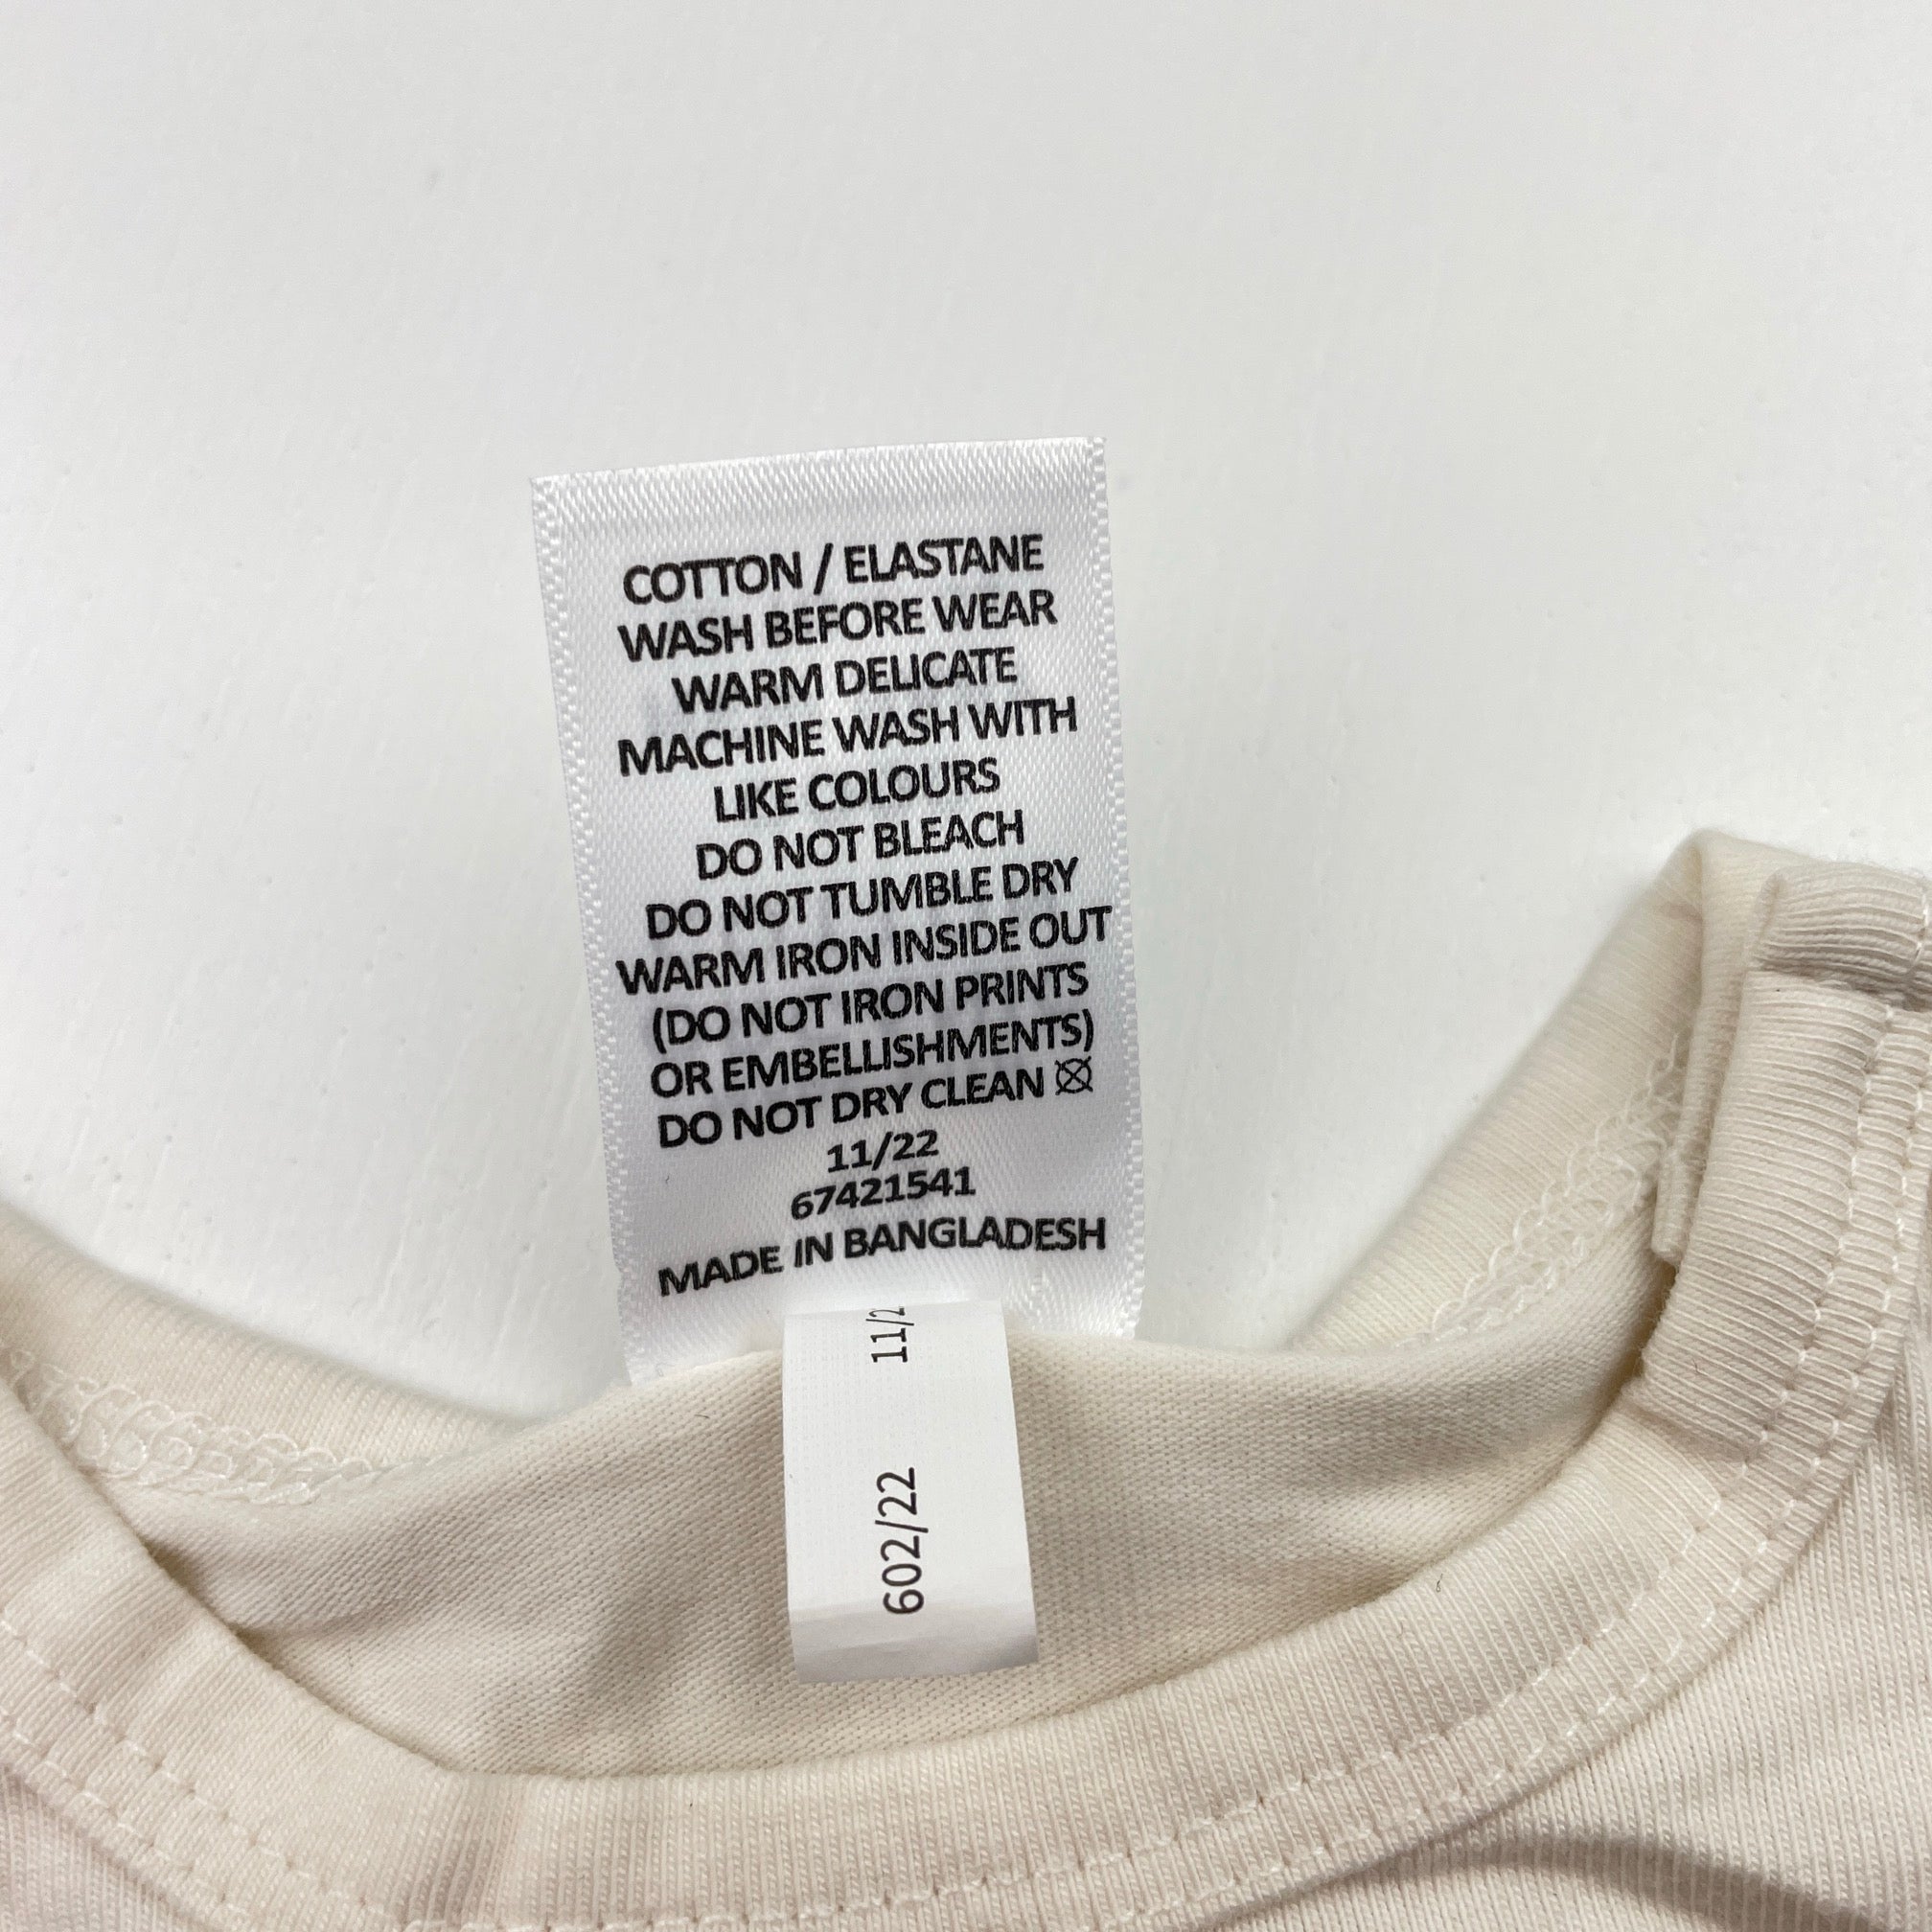 COTTON / ELASTANE
WASH BEFORE WEAR
WARM DELICATE
MACHINE WASH WITH
LIKE COLOURS
DO NOT BLEACH
DO NOT TUMBLE DRY
WARM IRON INSIDE OUT
(DO NOT IRON PRINTS
OR EMBELLISHMENTS)
DO NOT DRY CLEAN
11/22
67421541
MADE IN BANGLADESH
602/22 11/2